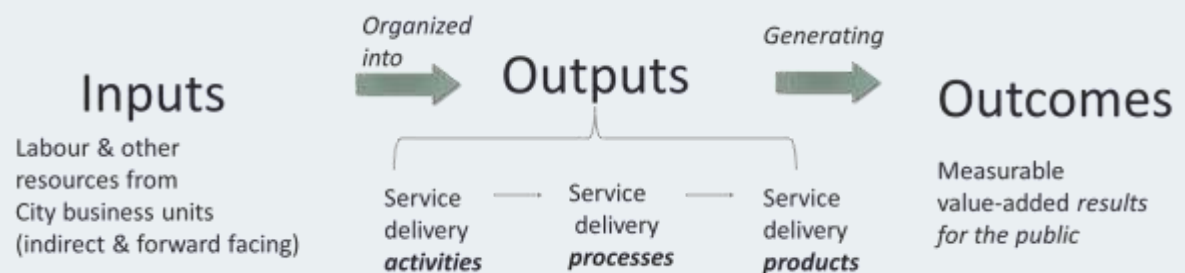 Inputs
Labour & other
resources from
City business units
(indirect & forward facing)
Organized
into
Outputs
Service
delivery
activities
Service
delivery
processes
Service
delivery
products
Generating
Outcomes
Measurable
value-added results
for the public